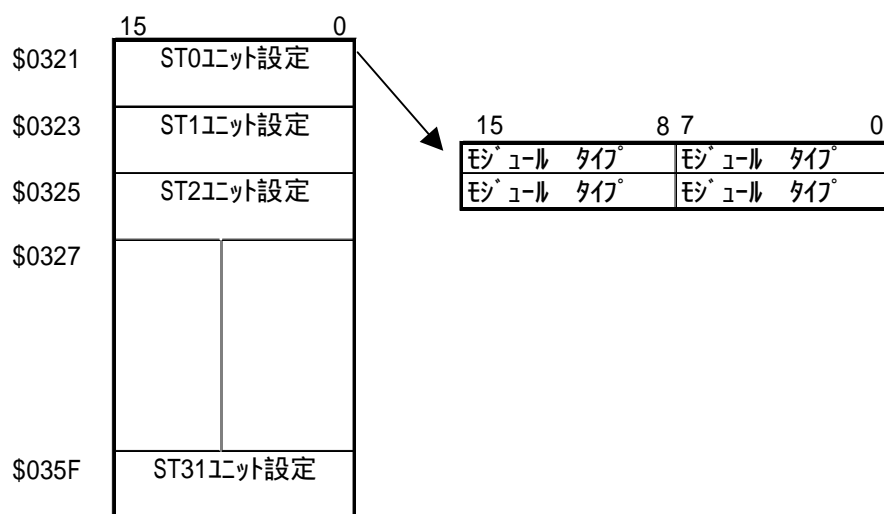 15 0
$0321 ST0ﾕﾆｯﾄ設定
$0323 ST1ﾕﾆｯﾄ設定
$0325 ST2ﾕﾆｯﾄ設定
$0327
$035F ST31ﾕﾆｯﾄ設定
15 8 7 0
ﾓｼﾞｭｰﾙ ﾀｲﾌﾟ ﾓｼﾞｭｰﾙ ﾀｲﾌﾟ
ﾓｼﾞｭｰﾙ ﾀｲﾌﾟ ﾓｼﾞｭｰﾙ ﾀｲﾌﾟ